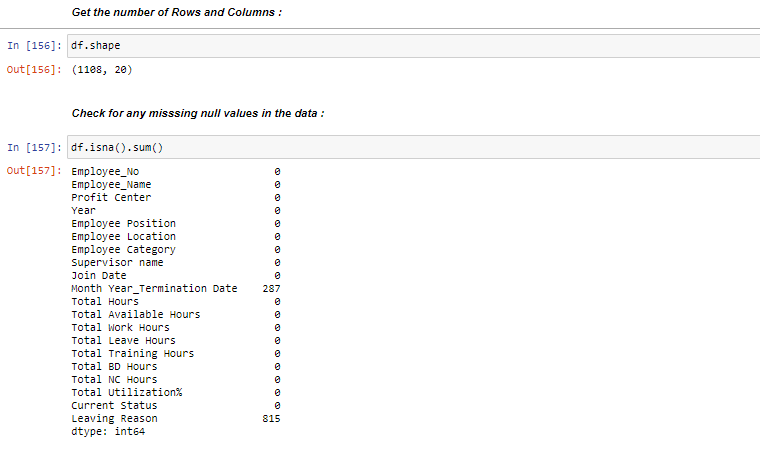 Get the number of Rows and Columns :
In [156]: df.shape
Out[156]: (1108, 20)
Check for any misssing null values in the data :
In [157]: df.isna().sum()
Out[157]: Employee_No 0
Employee_Name 0
Profit Center 0
Year 0
Employee Position 0
Employee Location 0
Employee Category 0
Supervisor name 0
Join Date 0
Month Year_Termination Date 287
Total Hours 0
Total Available Hours 0
Total Work Hours 0
Total Leave Hours 0
Total Training Hours 0
Total BD Hours 0
Total NC Hours 0
Total Utilization% 0
Current Status 0
Leaving Reason 815
dtype: int64